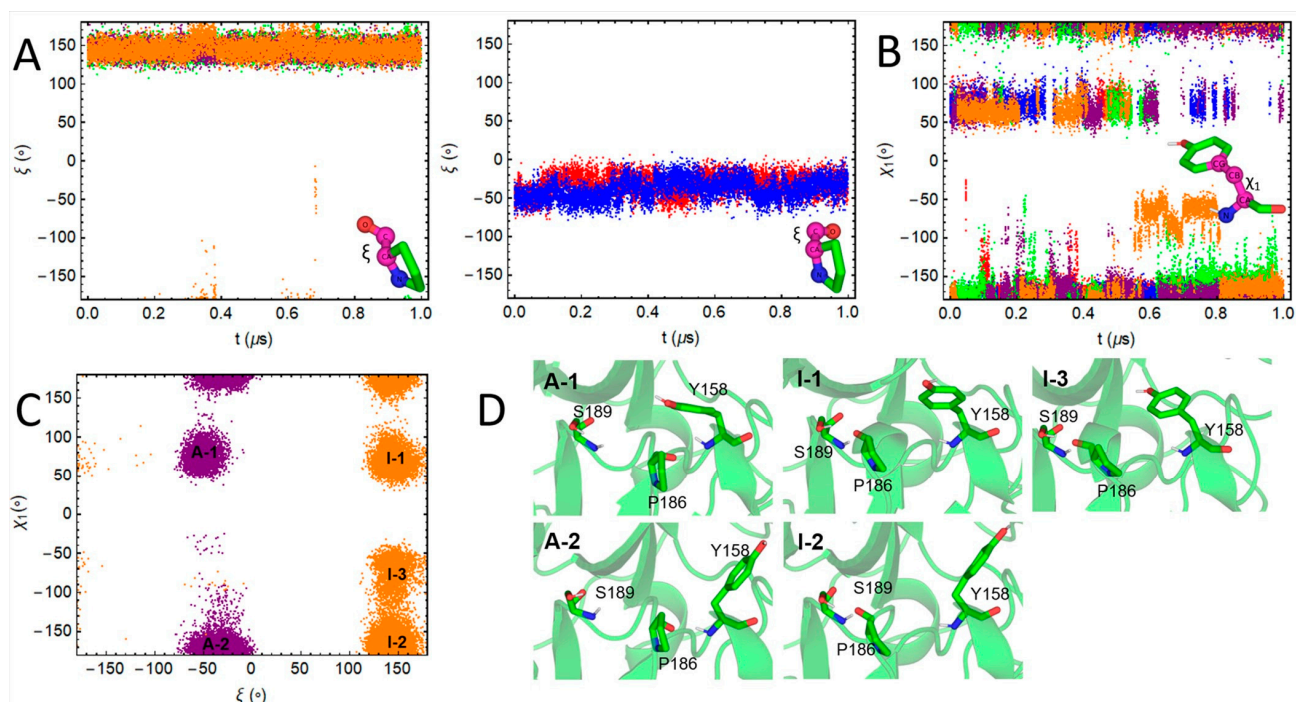 A
150
100
50
0
−50
−100
−150
ξ (°)
0.0 0.2 0.4 0.6 0.8 1.0
t (μs)
O
C
CA
ξ
N
150
100
50
0
−50
−100
−150
ξ (°)
0.0 0.2 0.4 0.6 0.8 1.0
t (μs)
C
O
ξ
CA
N
B
150
100
50
0
−50
−100
−150
χ1(°)
0.0 0.2 0.4 0.6 0.8 1.0
t (μs)
CG
CB
χ1
CA
N
C
150
100
50
0
−50
−100
−150
χ1(°)
−150 −100 −50 0 50 100 150
ξ (°)
A-1
A-2
I-1
I-3
I-2
D
A-1
Y158
S189
P186
I-1
Y158
S189
P186
I-3
S189
Y158
P186
A-2
Y158
S189
P186
I-2
S189
Y158
P186